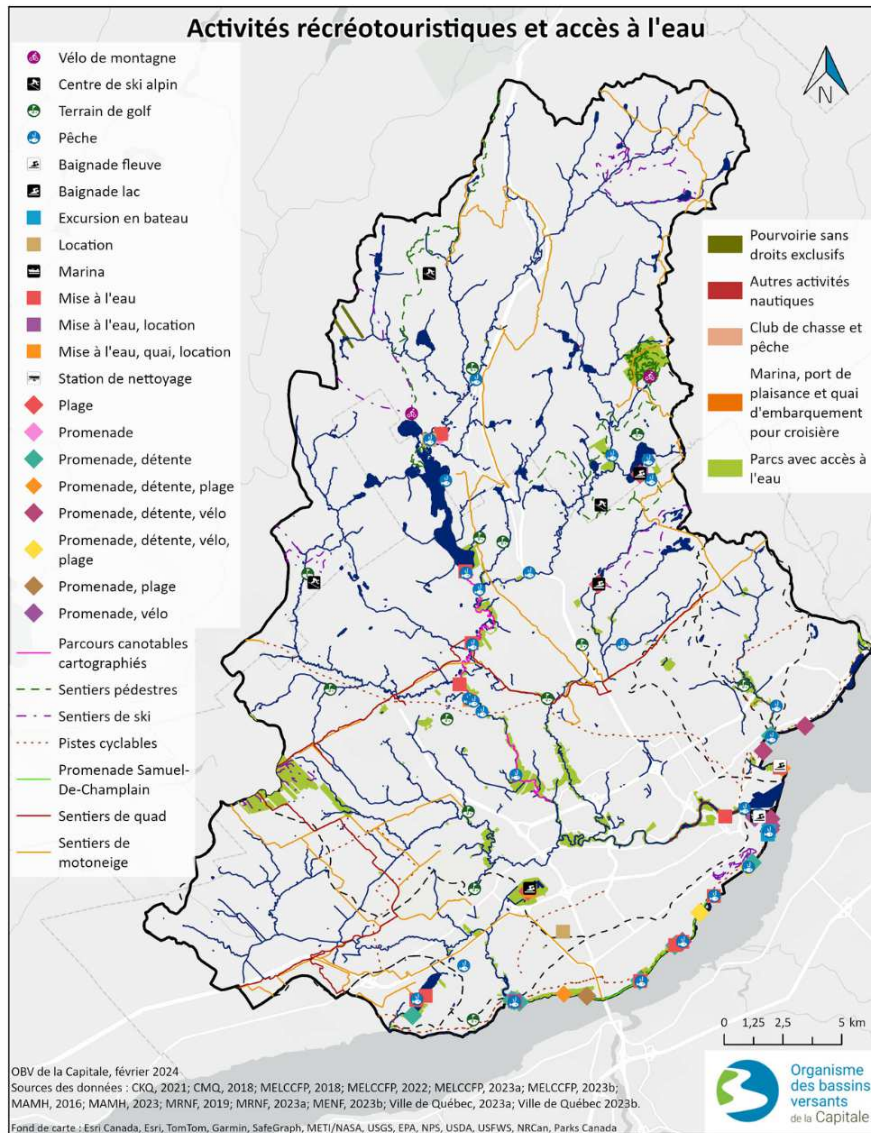 Activités récréotouristiques et accès à l'eau
Vélo de montagne
Centre de ski alpin
Terrain de golf
Pêche
Baignade fleuve
Baignade lac
Excursion en bateau
Location
Marina
Mise à l'eau
Mise à l'eau, location
Mise à l'eau, quai, location
Station de nettoyage
Plage
Promenade
Promenade, détente
Promenade, détente, plage
Promenade, détente, vélo
Promenade, détente, vélo,
plage
Promenade, plage
Promenade, vélo
Parcours canotables
cartographiés
Sentiers pédestres
Sentiers de ski
Pistes cyclables
Promenade Samuel-
De-Champlain
Sentiers de quad
Sentiers de
motoneige
N
Pourvoirie sans
droits exclusifs
Autres activités
nautiques
Club de chasse et
pêche
Marina, port de
plaisance et quai
d'embarquement
pour croisière
Parcs avec accès à
l'eau
0 1,25 2,5 5 km
OBV de la Capitale, février 2024
Sources des données : CKQ, 2021; CMQ, 2018; MELCCFP, 2018; MELCCFP, 2022; MELCCFP, 2023a; MELCCFP, 2023b;
MAMH, 2016; MAMH, 2023; MRNF, 2019; MRNF, 2023a; MENF, 2023b; Ville de Québec, 2023a; Ville de Québec 2023b.
Fond de carte : Esri Canada, Esri, TomTom, Garmin, SafeGraph, METI/NASA, USGS, EPA, NPS, USDA, USFWS, NRCan, Parks Canada
Organisme
des bassins
versants
de la Capitale